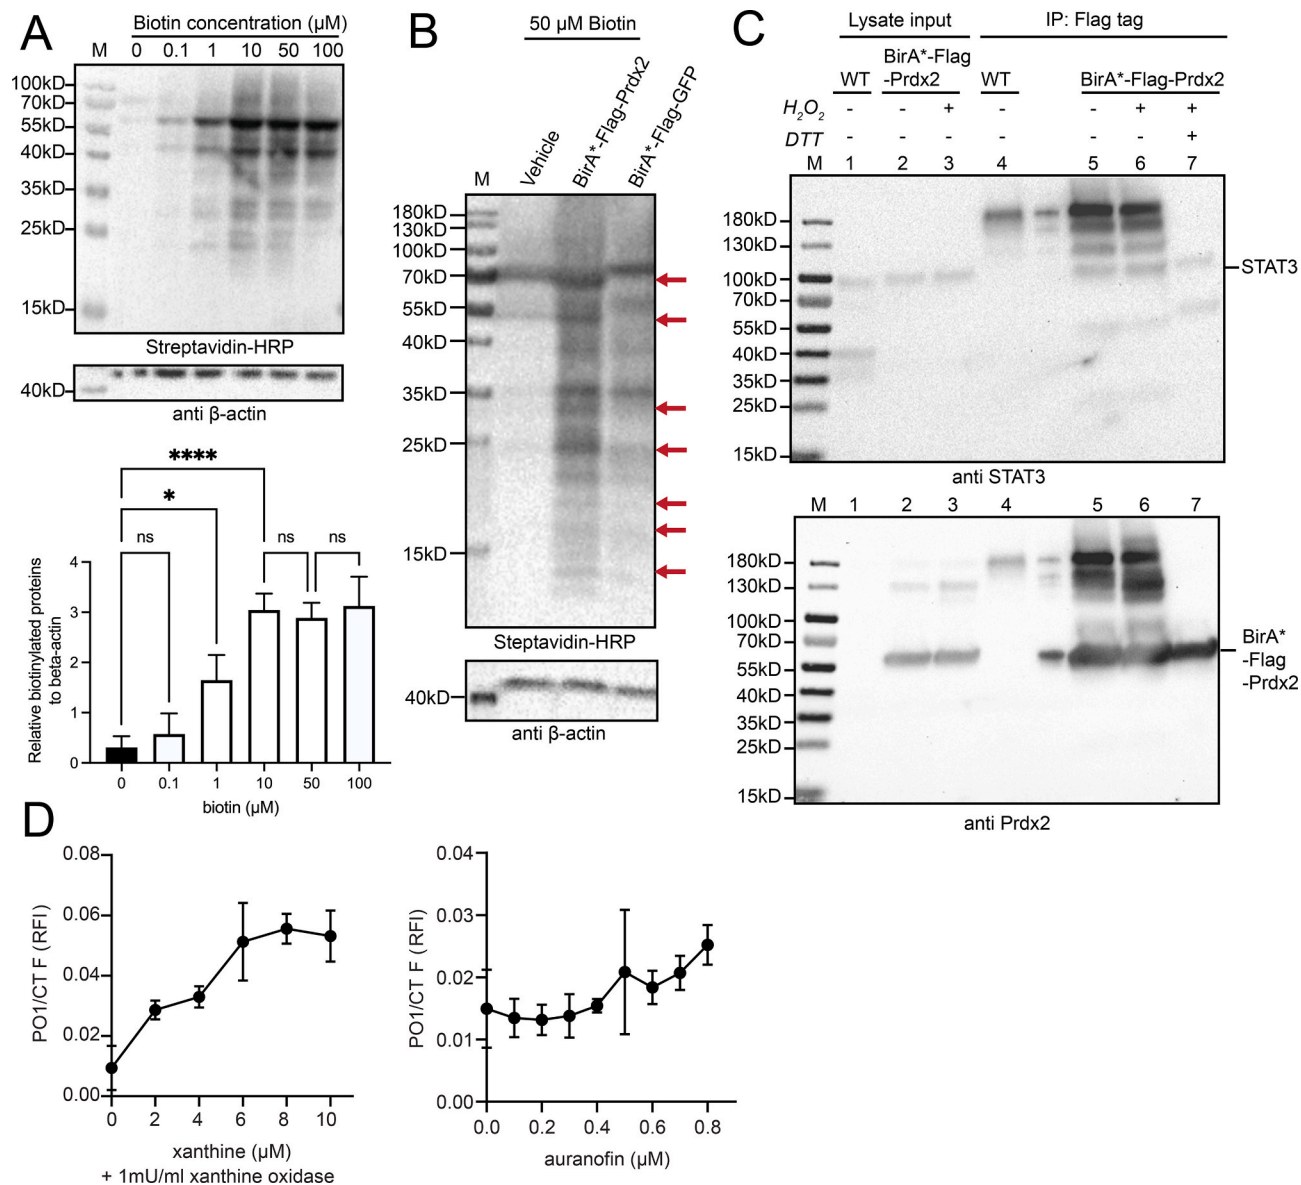 A
Biotin concentration (µM)
M 0 0.1 1 10 50 100
100kD
70kD
55kD
40kD
35kD
25kD
15kD
Streptavidin-HRP
40kD
anti β-actin
****
*
ns
ns
ns
Relative biotinylated proteins
to beta-actin
4
3
2
1
0
0 0.1 1 10 50 100
biotin (µM)
B
50 µM Biotin
M
Vehicle
BirA*-Flag-Prdx2
BirA*-Flag-GFP
180kD
130kD
100kD
70kD
55kD
40kD
35kD
25kD
15kD
Steptavidin-HRP
40kD
anti β-actin
C
Lysate input
IP: Flag tag
WT
BirA*-Flag
-Prdx2
WT
BirA*-Flag-Prdx2
H2O2 - - + - - + +
DTT - - - - - - +
M 1 2 3 4 5 6 7
180kD
130kD
100kD
70kD
55kD
40kD
35kD
25kD
15kD
STAT3
anti STAT3
M 1 2 3 4 5 6 7
180kD
130kD
100kD
70kD
55kD
40kD
35kD
25kD
15kD
BirA*
-Flag
-Prdx2
anti Prdx2
D
PO1/CT F (RFI)
0.08
0.06
0.04
0.02
0.00
0 2 4 6 8 10
xanthine (µM)
+ 1mU/ml xanthine oxidase
PO1/CT F (RFI)
0.04
0.03
0.02
0.01
0.00
0.0 0.2 0.4 0.6 0.8
auranofin (µM)